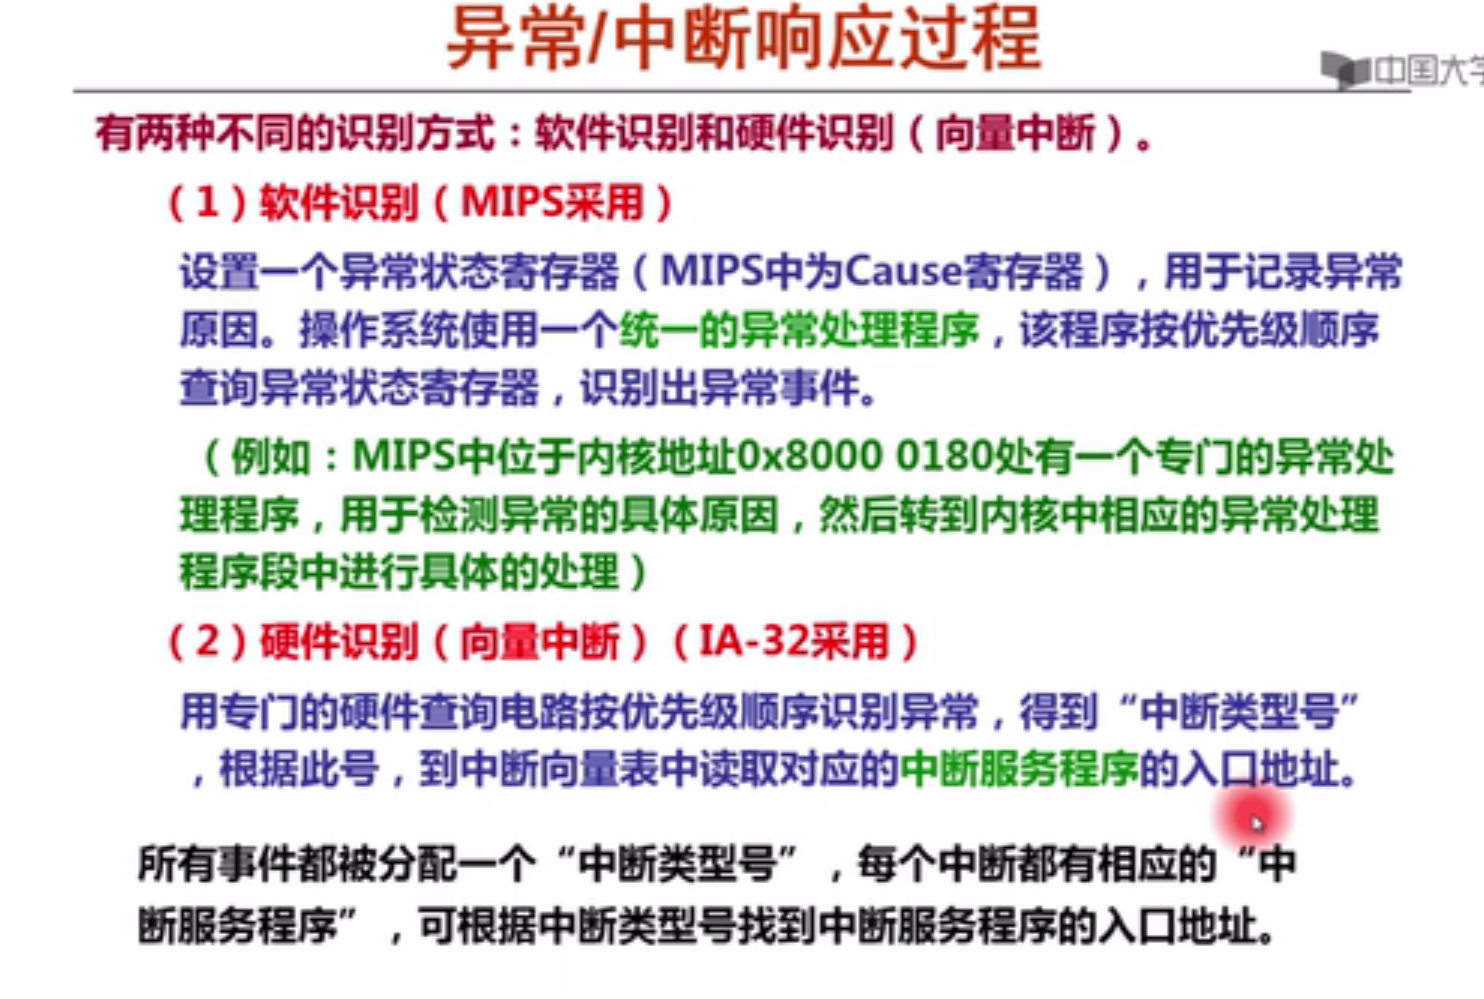 异常/中断响应过程
中国大学
有两种不同的识别方式：软件识别和硬件识别（向量中断）。
（1）软件识别（MIPS采用）
设置一个异常状态寄存器（MIPS中为Cause寄存器），用于记录异常
原因。操作系统使用一个统一的异常处理程序，该程序按优先级顺序
查询异常状态寄存器，识别出异常事件。
（例如：MIPS中位于内核地址0x8000 0180处有一个专门的异常处
理程序，用于检测异常的具体原因，然后转到内核中相应的异常处理
程序段中进行具体的处理）
（2）硬件识别（向量中断）（IA-32采用）
用专门的硬件查询电路按优先级顺序识别异常，得到“中断类型号”
，根据此号，到中断向量表中读取对应的中断服务程序的入口地址。
所有事件都被分配一个“中断类型号”，每个中断都有相应的“中
断服务程序”，可根据中断类型号找到中断服务程序的入口地址。